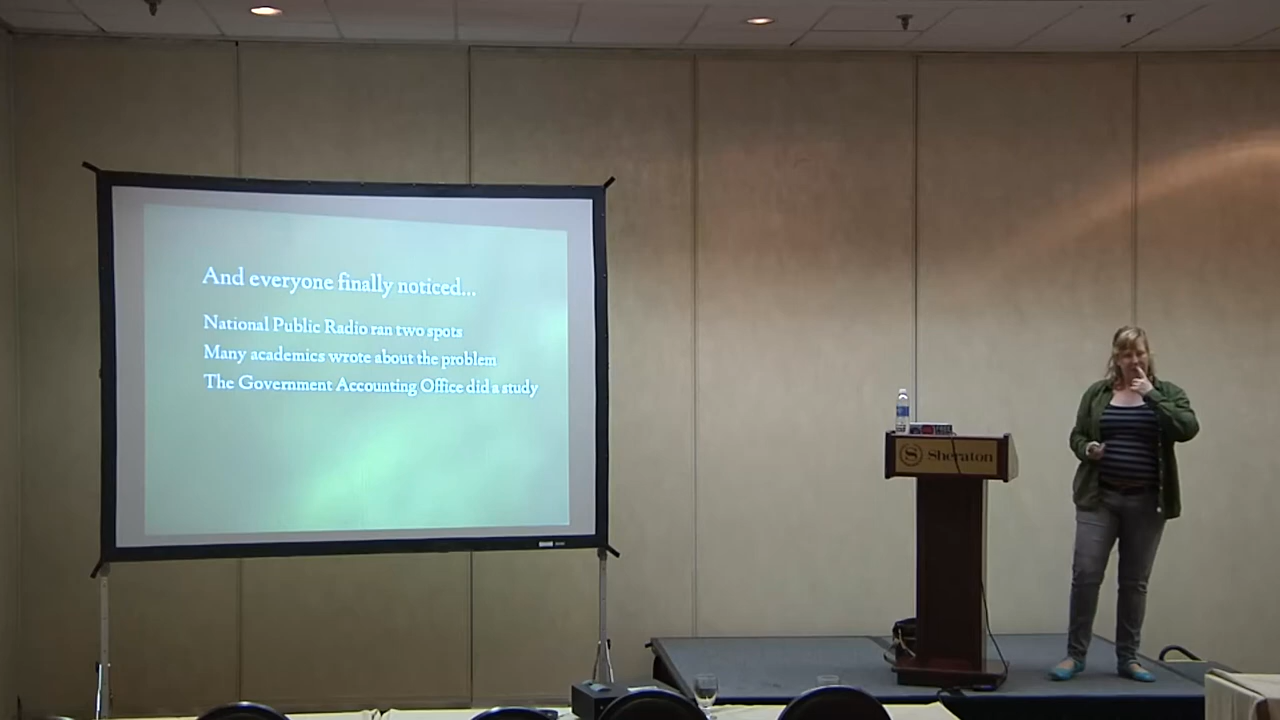 And everyone finally noticed...
National Public Radio ran two spots
Many academics wrote about the problem
The Government Accounting Office did a study
Sheraton